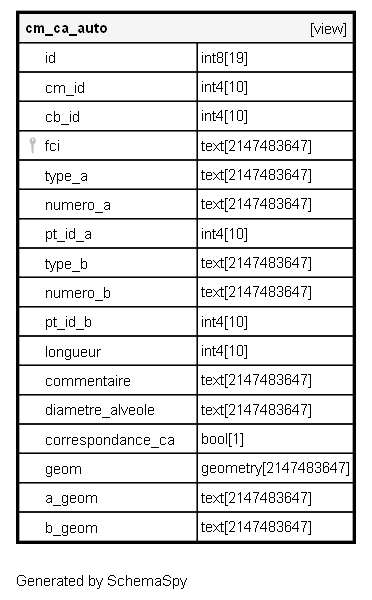 cm_ca_auto [view]
id int8[19]
cm_id int4[10]
cb_id int4[10]
fci text[2147483647]
type_a text[2147483647]
numero_a text[2147483647]
pt_id_a int4[10]
type_b text[2147483647]
numero_b text[2147483647]
pt_id_b int4[10]
longueur int4[10]
commentaire text[2147483647]
diametre_alveole text[2147483647]
correspondance_ca bool[1]
geom geometry[2147483647]
a_geom text[2147483647]
b_geom text[2147483647]
Generated by SchemaSpy